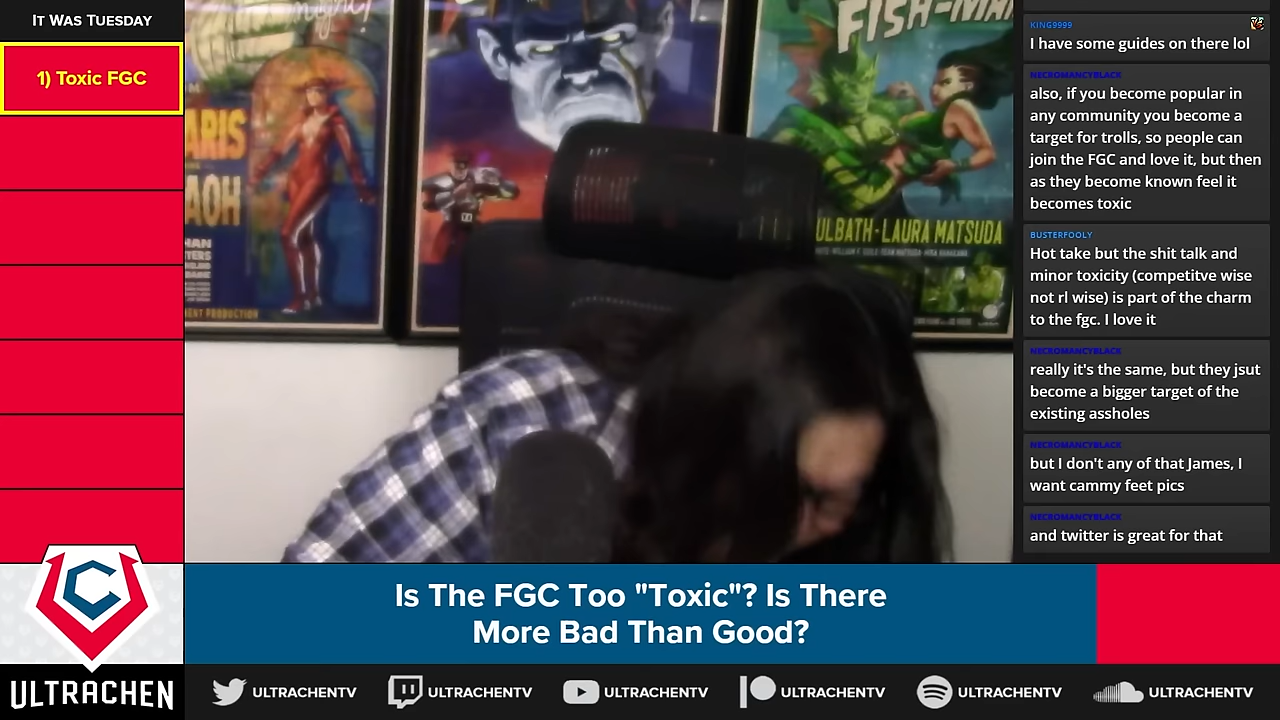 It Was Tuesday
1) Toxic FGC
ARIS
AOH
MENT PRODUCTION
FISH-MAN
ULBATH · LAURA MATSUDA
KING9999
I have some guides on there lol
NECROMANCYBLACK
also, if you become popular in
any community you become a
target for trolls, so people can
join the FGC and love it, but then
as they become known feel it
becomes toxic
BUSTERFOOLY
Hot take but the shit talk and
minor toxicity (competitve wise
not rl wise) is part of the charm
to the fgc. I love it
NECROMANCYBLACK
really it's the same, but they jsut
become a bigger target of the
existing assholes
NECROMANCYBLACK
but I don't any of that James, I
want cammy feet pics
NECROMANCYBLACK
and twitter is great for that
Is The FGC Too "Toxic"? Is There
More Bad Than Good?
ULTRACHEN
ULTRACHENTV
ULTRACHENTV
ULTRACHENTV
ULTRACHENTV
ULTRACHENTV
ULTRACHENTV